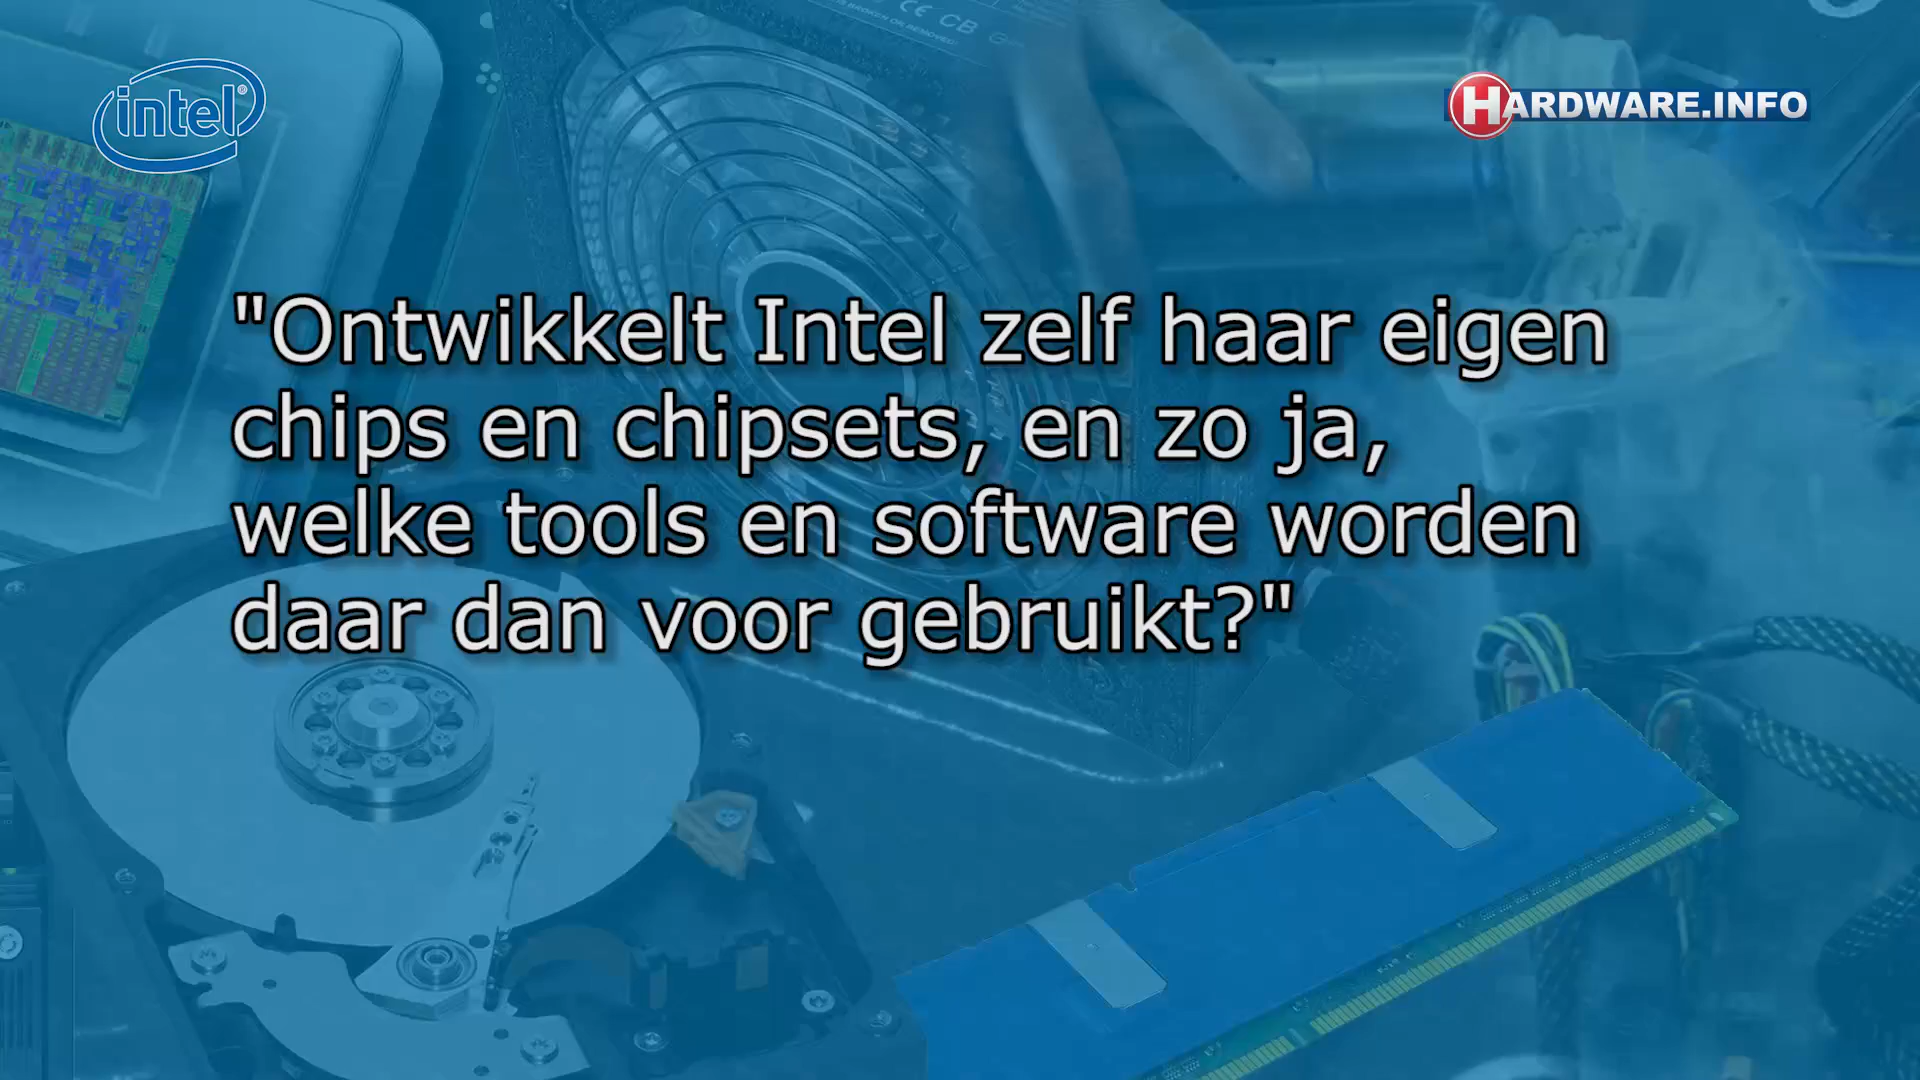 intel®
HARDWARE.INFO
"Ontwikkelt Intel zelf haar eigen
chips en chipsets, en zo ja,
welke tools en software worden
daar dan voor gebruikt?"